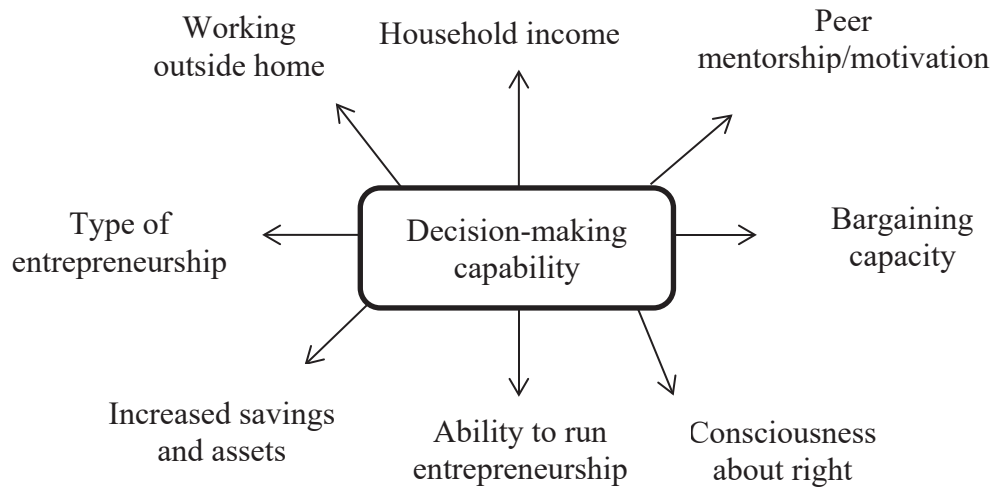 Working
outside home
Household income
Peer
mentorship/motivation
Type of
entrepreneurship
Decision-making
capability
Bargaining
capacity
Increased savings
and assets
Ability to run
entrepreneurship
Consciousness
about right